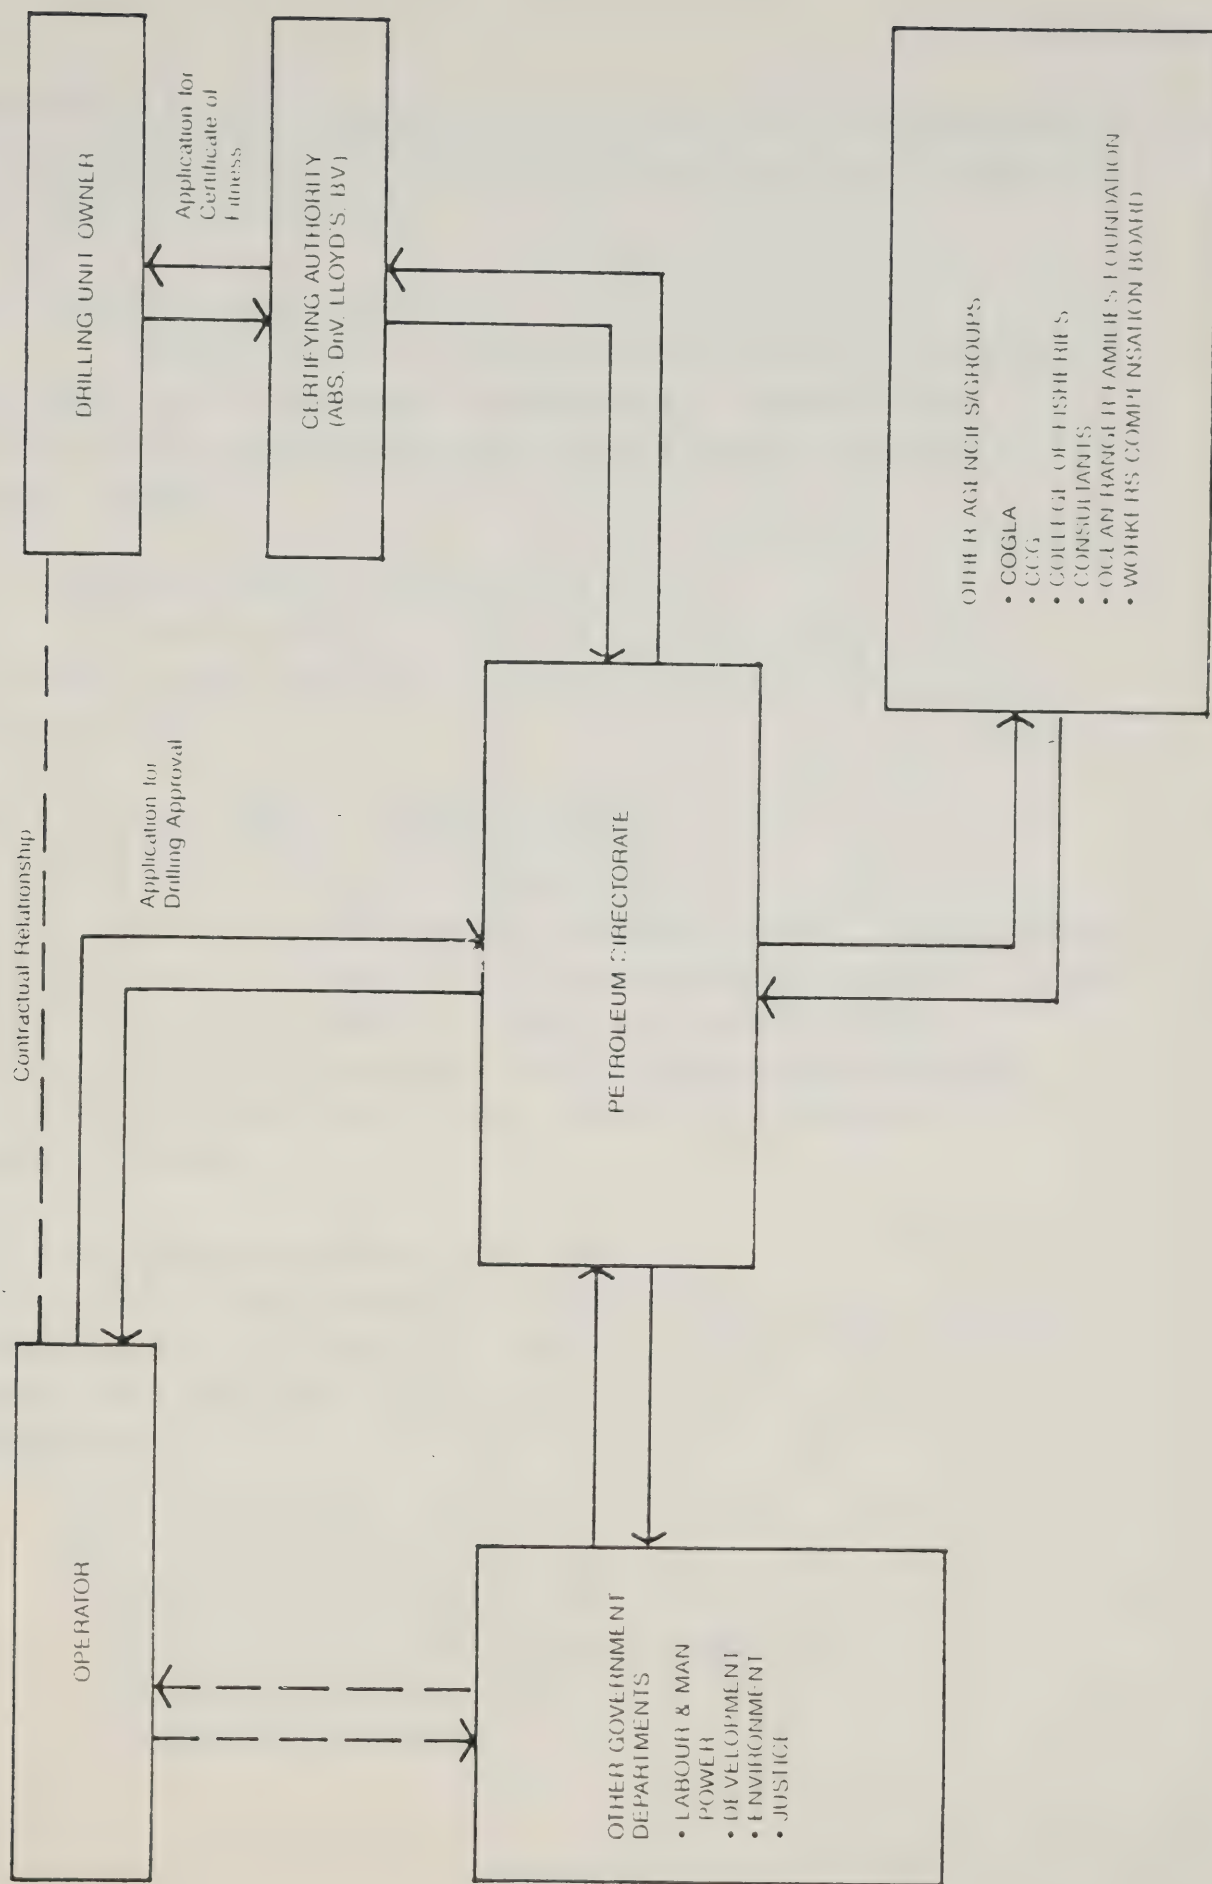 OPERATOR
Contractual Relationship
DRILLING UNIT OWNER
Application for
Drilling Approval
Application for
Certificate of
Fitness
CERTIFYING AUTHORITY
(ABS. DnV. LLOYD'S. BV)
PETROLEUM DIRECTORATE
OTHER GOVERNMENT
DEPARTMENTS
• LABOUR & MAN
POWER
• DEVELOPMENT
• ENVIRONMENT
• JUSTICE
OTHER AGENCIES/GROUPS
• COGLA
• CCG
• COLLEGE OF FISHERIES
• CONSULTANTS
• OCEAN RANGER FAMILIES FOUNDATION
• WORKERS COMPENSATION BOARD